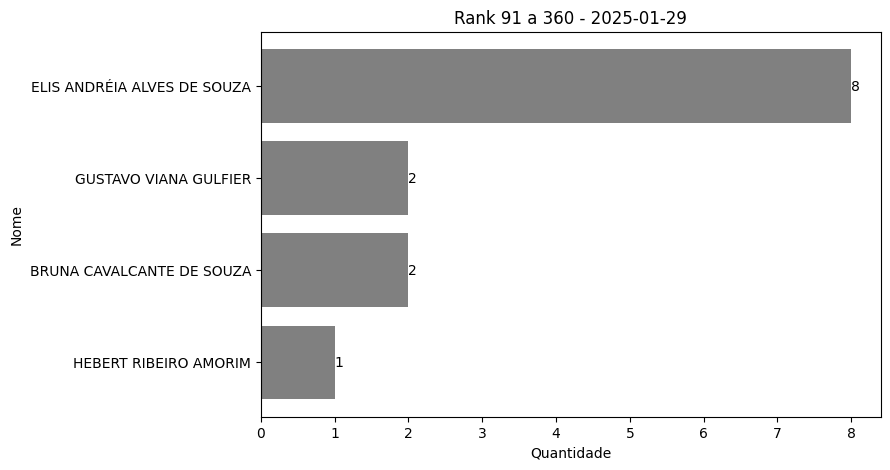 Rank 91 a 360 - 2025-01-29
ELIS ANDRÉIA ALVES DE SOUZA
8
GUSTAVO VIANA GULFIER
2
BRUNA CAVALCANTE DE SOUZA
2
HEBERT RIBEIRO AMORIM
1
Nome
0 1 2 3 4 5 6 7 8
Quantidade